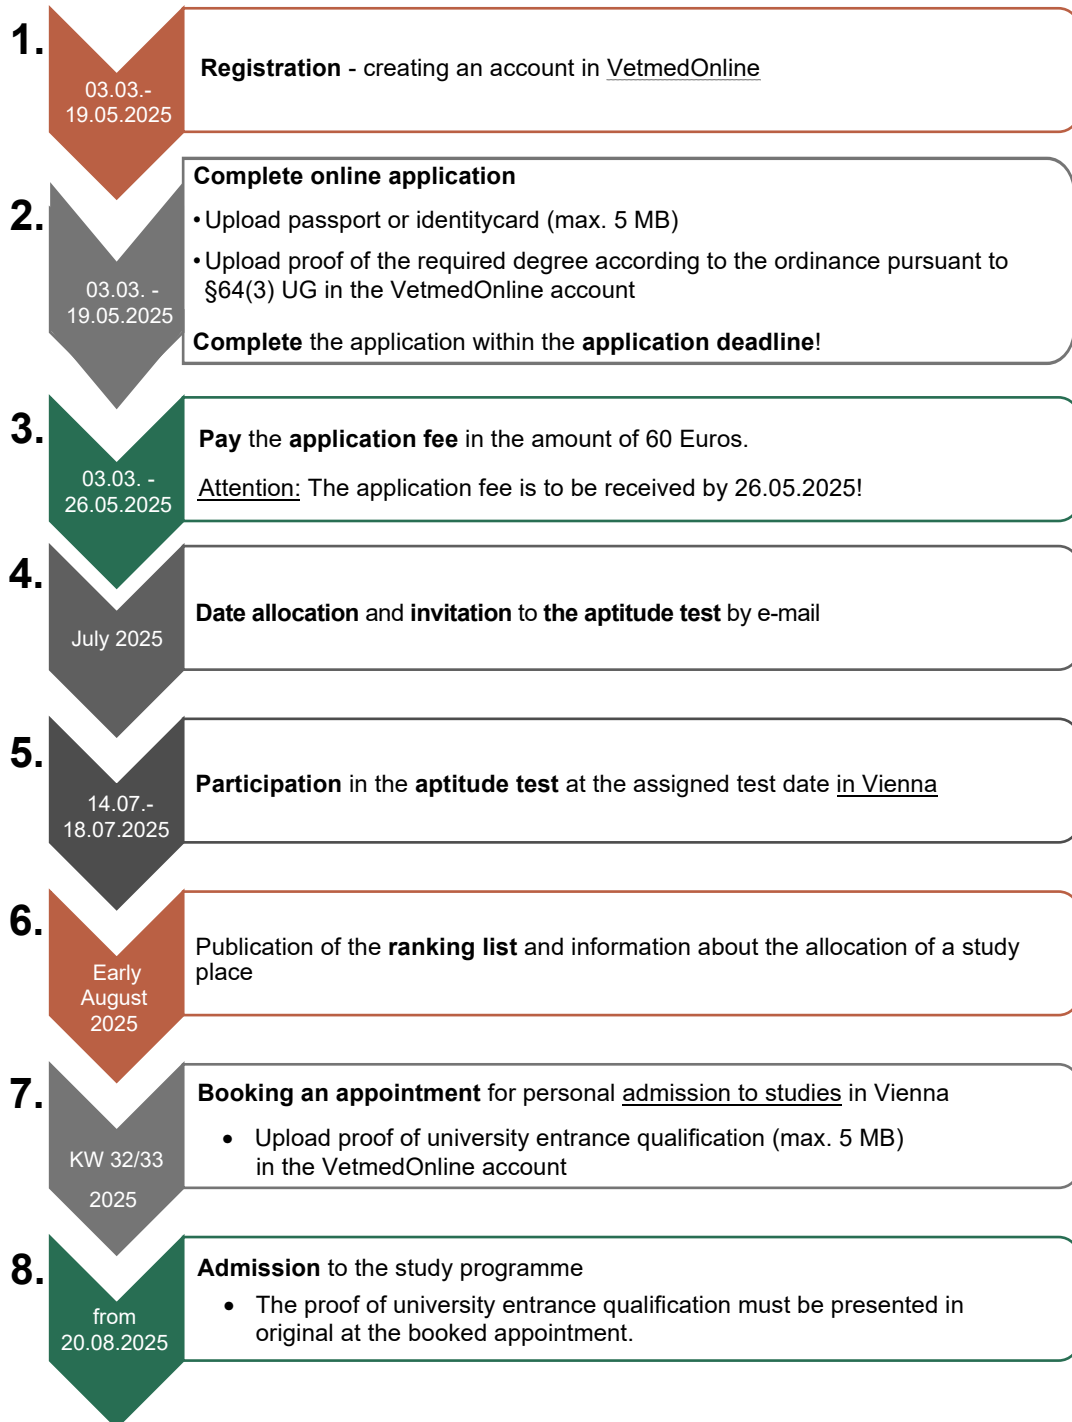 1.
03.03.-
19.05.2025
Registration - creating an account in VetmedOnline
2.
03.03. -
19.05.2025
Complete online application
• Upload passport or identitycard (max. 5 MB)
• Upload proof of the required degree according to the ordinance pursuant to
§64(3) UG in the VetmedOnline account
Complete the application within the application deadline!
3.
03.03. -
26.05.2025
Pay the application fee in the amount of 60 Euros.
Attention: The application fee is to be received by 26.05.2025!
4.
July 2025
Date allocation and invitation to the aptitude test by e-mail
5.
14.07.-
18.07.2025
Participation in the aptitude test at the assigned test date in Vienna
6.
Early
August
2025
Publication of the ranking list and information about the allocation of a study
place
7.
KW 32/33
2025
Booking an appointment for personal admission to studies in Vienna
• Upload proof of university entrance qualification (max. 5 MB)
in the VetmedOnline account
8.
from
20.08.2025
Admission to the study programme
• The proof of university entrance qualification must be presented in
original at the booked appointment.